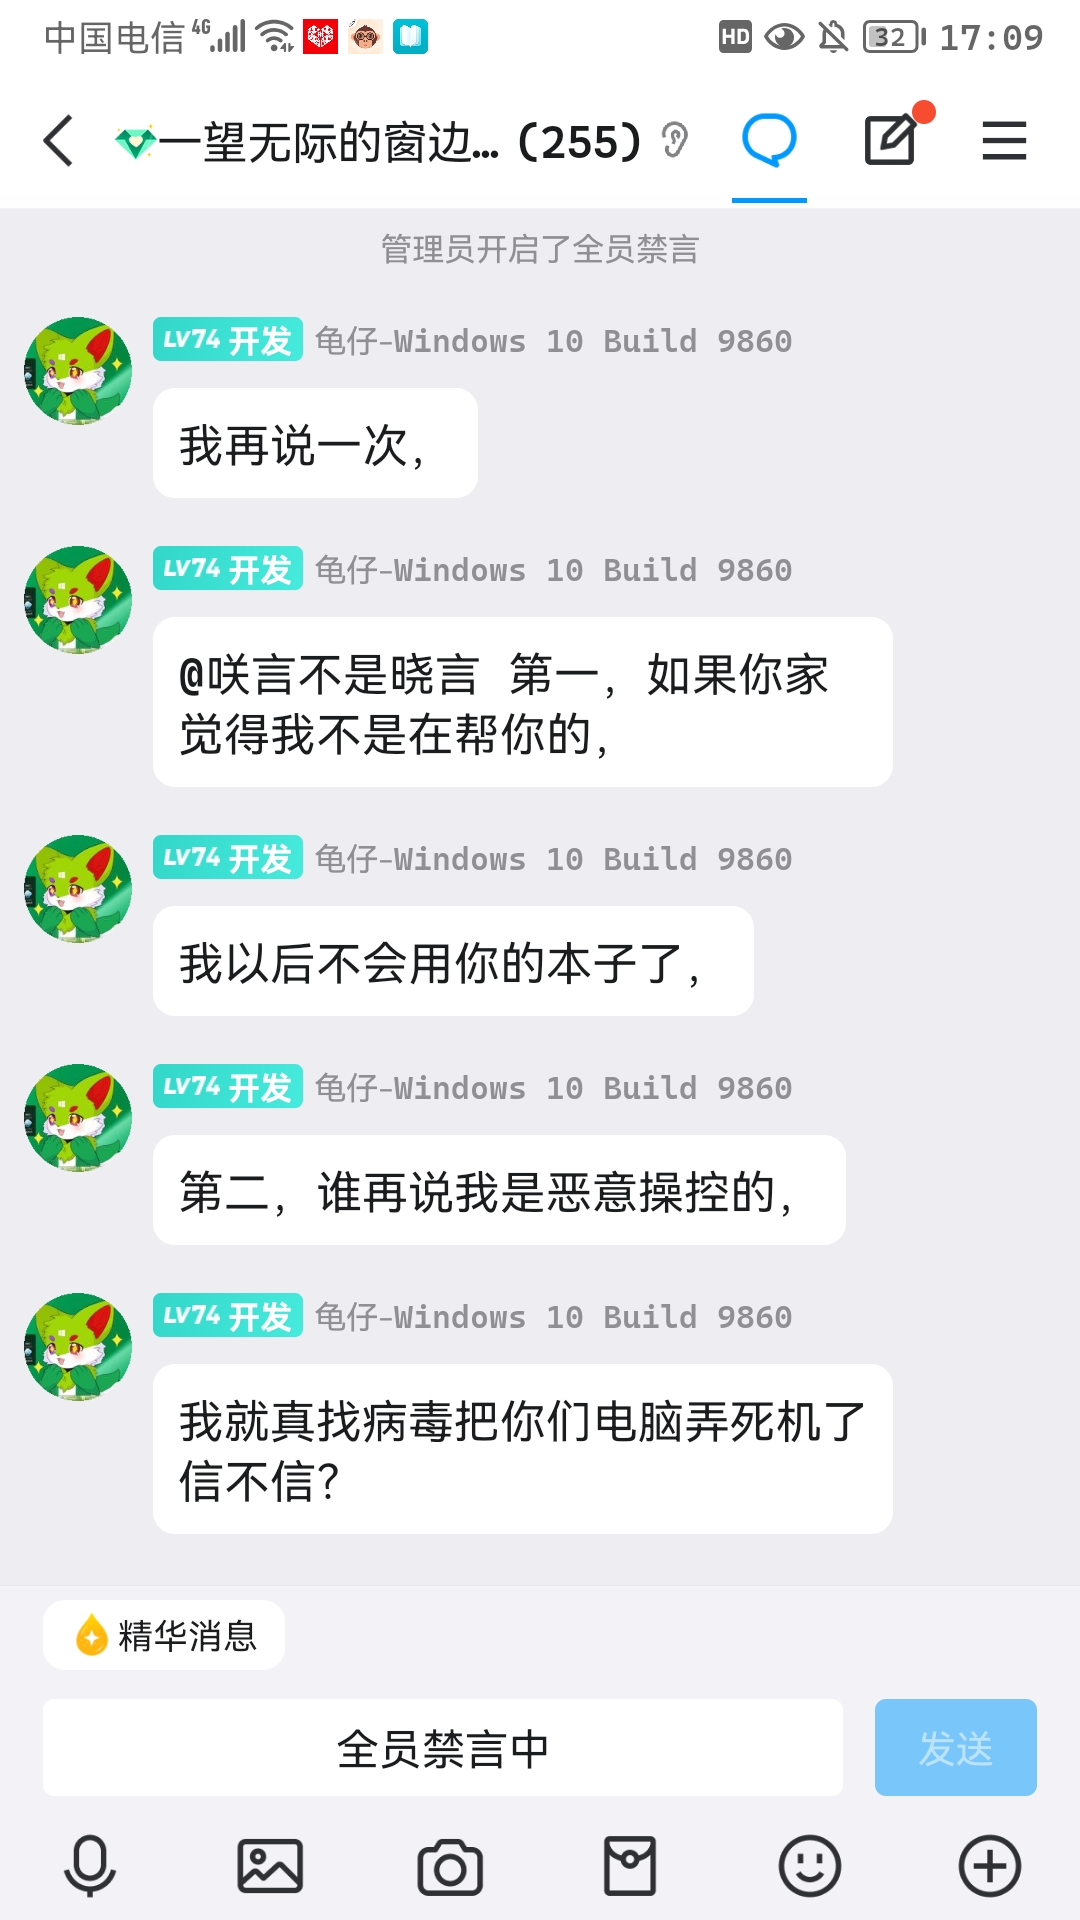 中国电信 4G HD 32 17:09
一望无际的窗边... (255)
管理员开启了全员禁言
LV74 开发 龟仔-Windows 10 Build 9860
我再说一次，
LV74 开发 龟仔-Windows 10 Build 9860
@咲言不是晓言 第一，如果你家
觉得我不是在帮你的，
LV74 开发 龟仔-Windows 10 Build 9860
我以后不会用你的本子了，
LV74 开发 龟仔-Windows 10 Build 9860
第二，谁再说我是恶意操控的，
LV74 开发 龟仔-Windows 10 Build 9860
我就真找病毒把你们电脑弄死机了
信不信？
精华消息
全员禁言中
发送